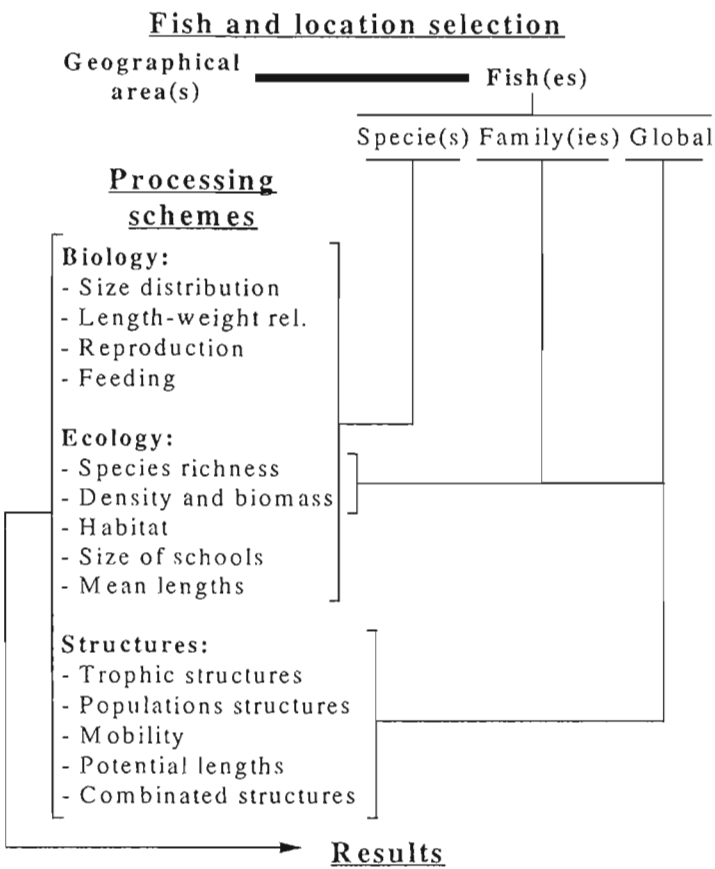 Fish and location selection
Geographical
area(s)
Fish(es)
Specie(s) Family(ies) Global
Processing
schemes
Biology:
- Size distribution
- Length-weight rel.
- Reproduction
- Feeding
Ecology:
- Species richness
- Density and biomass
- Habitat
- Size of schools
- Mean lengths
Structures:
- Trophic structures
- Populations structures
- Mobility
- Potential lengths
- Combinated structures
Results